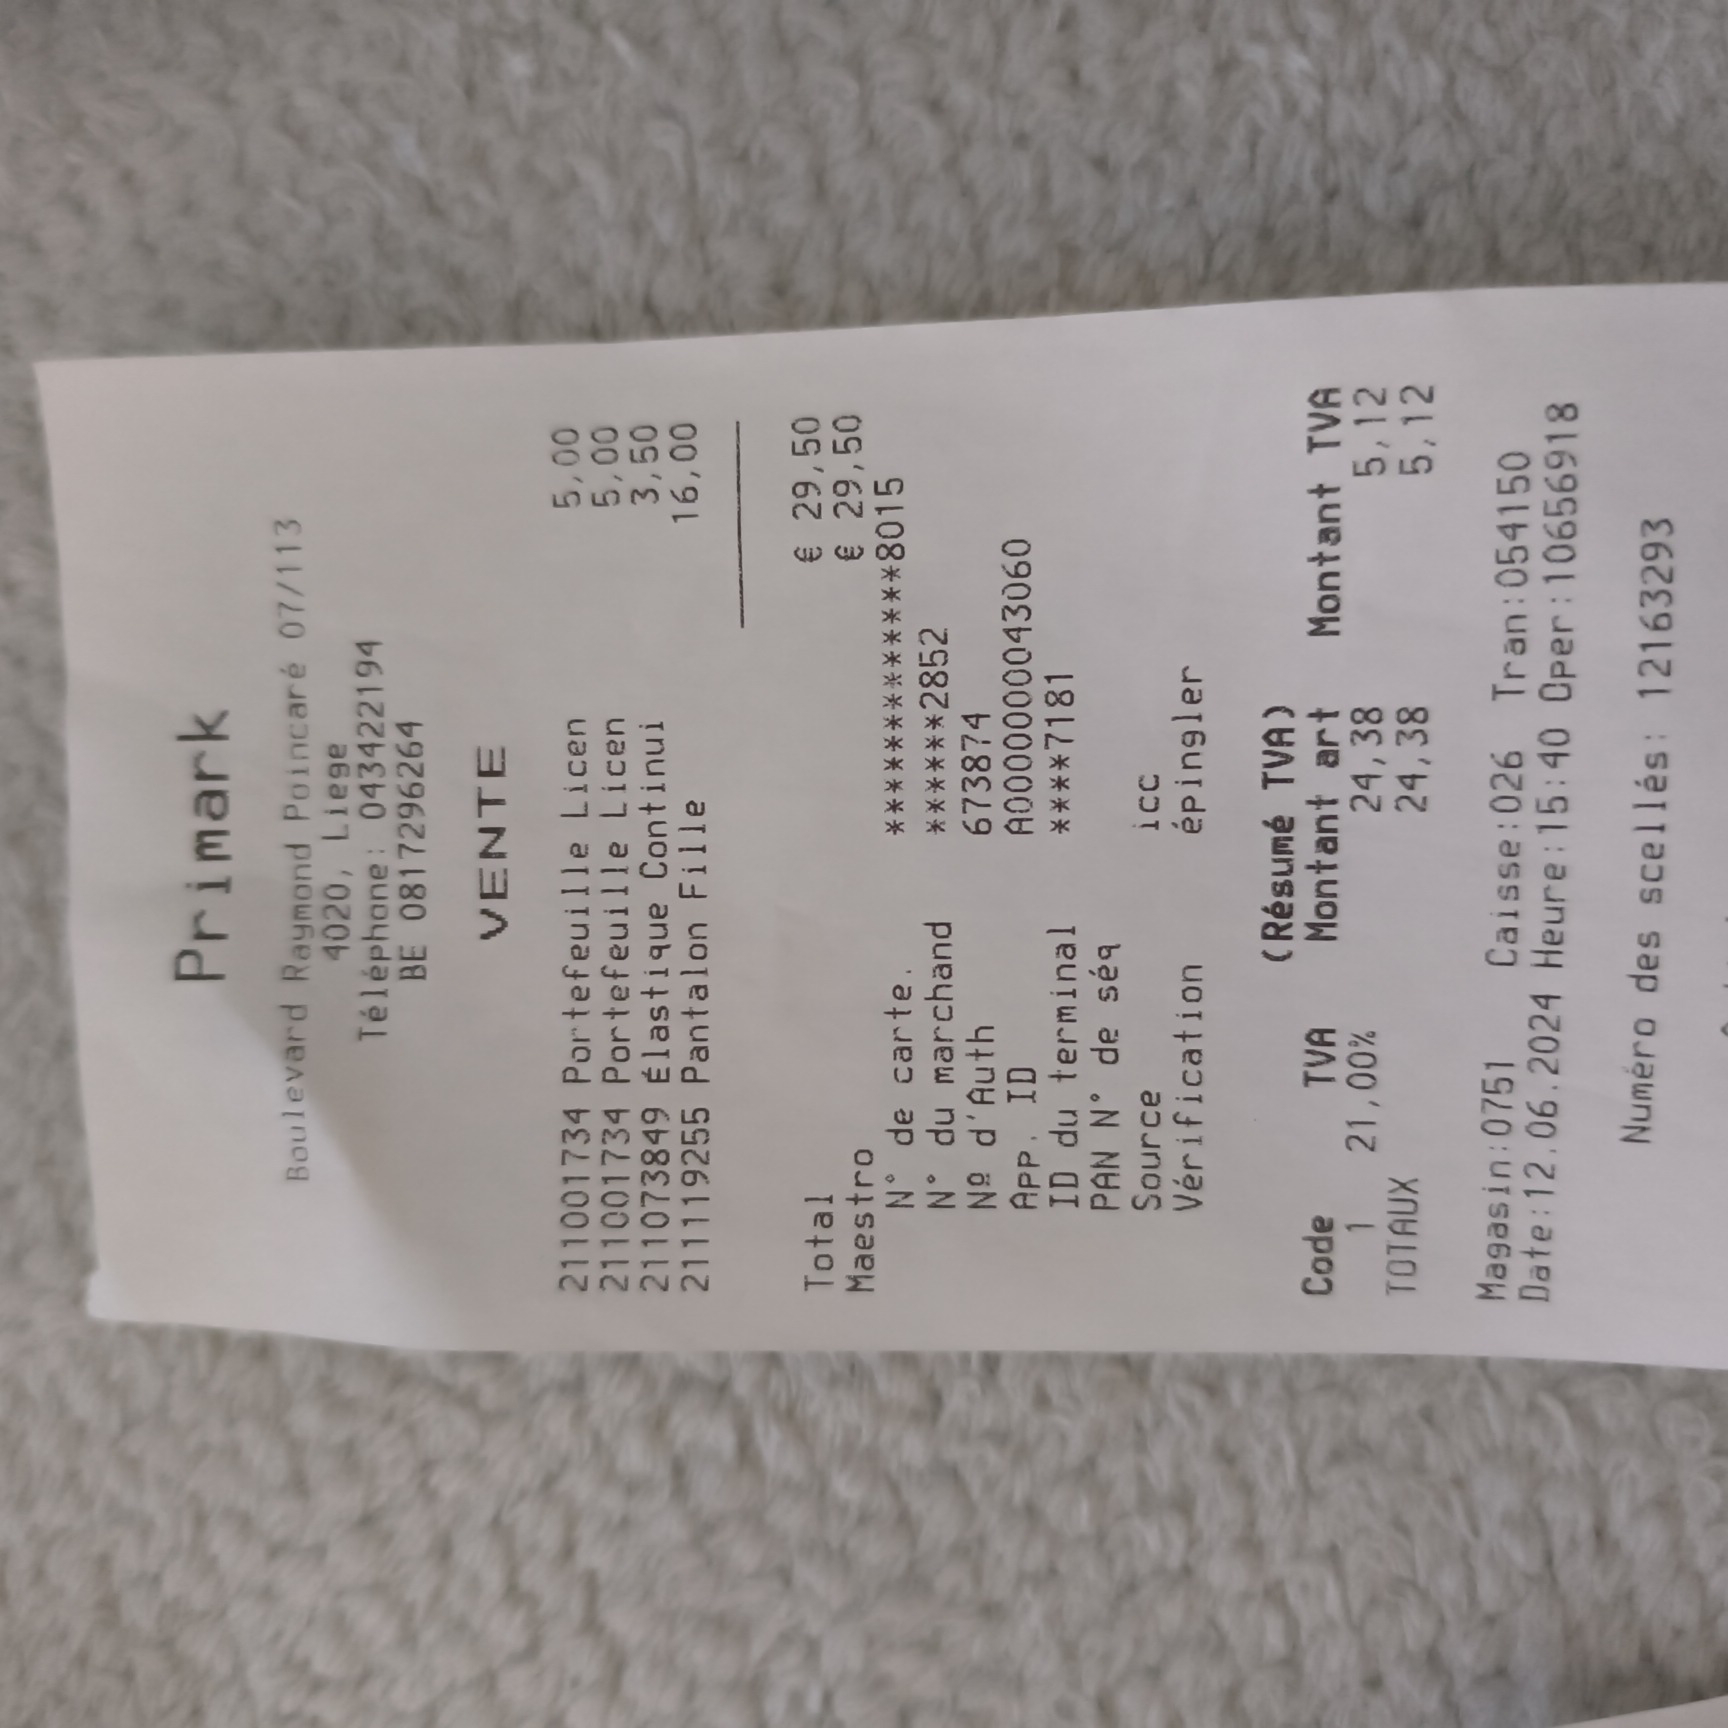 Primark
Boulevard Raymond Poincaré 07/113
4020, Liege
Téléphone: 043422194
BE 0817296264
VENTE
211001734 Portefeuille Licen 5,00
211001734 Portefeuille Licen 5,00
211073849 Élastique Continui 3,50
211119255 Pantalon Fille 16,00
Total € 29,50
Maestro € 29,50
N° de carte. ***************8015
N° du marchand ******2852
Nº d'Auth 673874
App. ID A0000000043060
ID du terminal ****7181
PAN N° de séq
Source icc
Vérification épingler
(Résumé TVA)
Code TVA Montant art Montant TVA
1 21,00% 24,38 5,12
TOTAUX 24,38 5,12
Magasin:0751 Caisse:026 Tran:054150
Date:12.06.2024 Heure:15:40 Oper:10656918
Numéro des scellés: 12163293